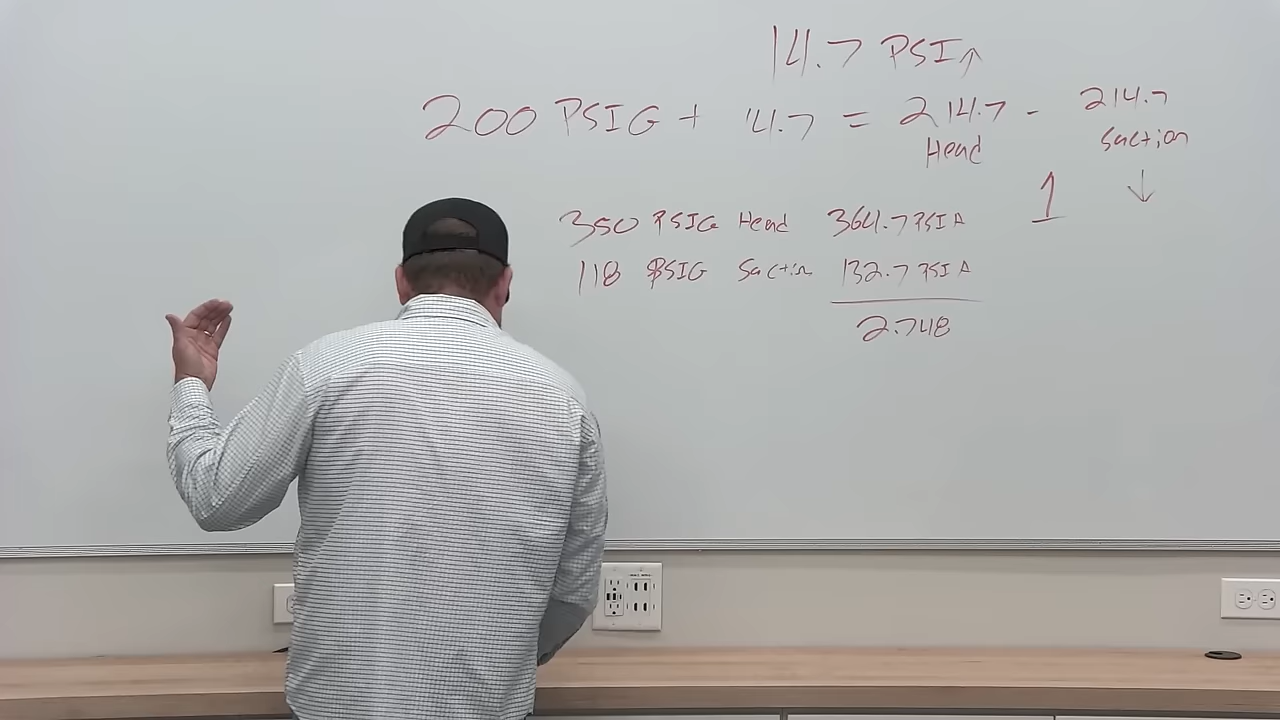 14.7 PSI↑
200 PSIG + 14.7 = 214.7 - 214.7
Head Suction
1 ↓
350 PSIG Head 364.7 PSIA
118 PSIG Suction 132.7 PSIA
2.748